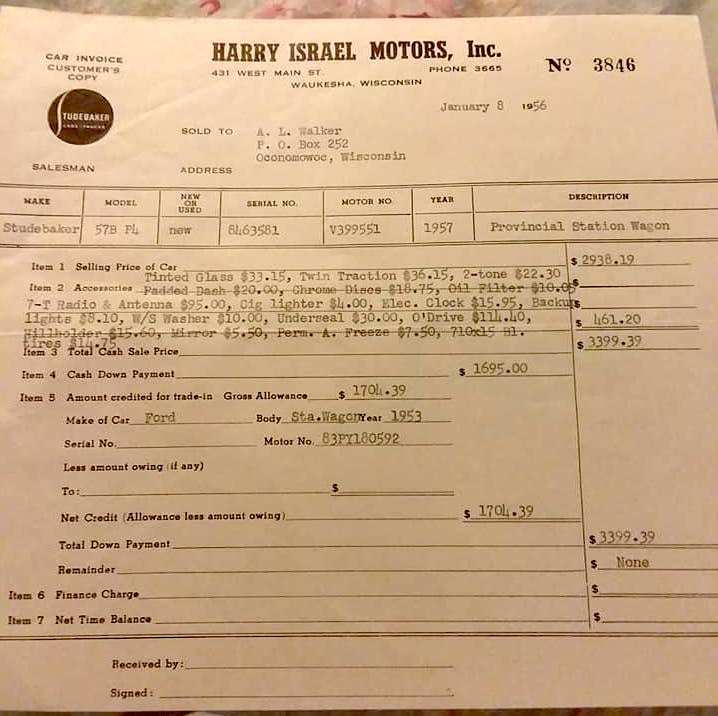 CAR INVOICE
CUSTOMER'S
COPY
STUDEBAKER
HARRY ISRAEL MOTORS, Inc.
431 WEST MAIN ST. PHONE 3665
WAUKESHA, WISCONSIN
Nº 3846
January 8 1956
SOLD TO A. L. Walker
P. O. Box 252
Oconomowoc, Wisconsin
SALESMAN ADDRESS
MAKE MODEL NEW OR USED SERIAL NO. MOTOR NO. YEAR DESCRIPTION
Studebaker 57B P4 new 8463581 V399551 1957 Provincial Station Wagon
Item 1 Selling Price of Car $ 2938.19
Tinted Glass $33.15, Twin Traction $36.15, 2-tone $22.30
Item 2 Accessories Padded Dash $20.00, Chrome Discs $18.75, Oil Filter $10.05 $
7-T Radio & Antenna $95.00, Cig lighter $4.00, Elec. Clock $15.95, Backup $
lights $8.10, W/S Washer $10.00, Underseal $30.00, O'Drive $114.40, $ 461.20
Hillholder $15.60, Mirror $5.50, Perm. A. Freeze $7.50, 710x15 Bl.
tires $14.75
Item 3 Total Cash Sale Price $ 3399.39
Item 4 Cash Down Payment $ 1695.00
Item 5 Amount credited for trade-in Gross Allowance $ 1704.39
Make of Car Ford Body Sta.Wagon Year 1953
Serial No. Motor No. 83PY180592
Less amount owing (if any)
To: $
Net Credit (Allowance less amount owing) $ 1704.39
Total Down Payment $ 3399.39
Remainder $ None
Item 6 Finance Charge $
Item 7 Net Time Balance $
Received by:
Signed: